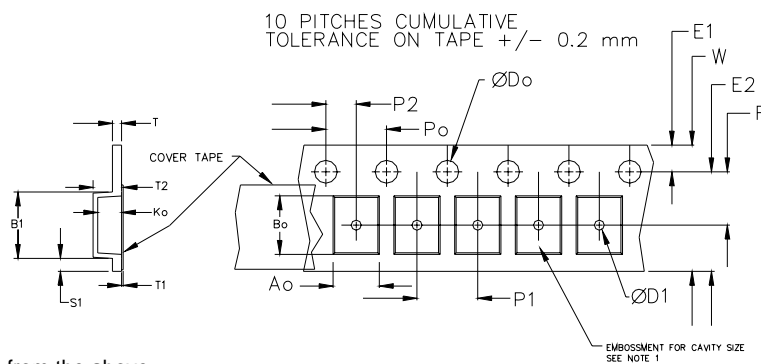 10 PITCHES CUMULATIVE
TOLERANCE ON TAPE +/- 0.2 mm
E1
W
E2
F
ØDo
P2
Po
T
COVER TAPE
T2
Ko
B1
Bo
S1
T1
Ao
P1
ØD1
EMBOSSMENT FOR CAVITY SIZE
SEE NOTE 1
from the above